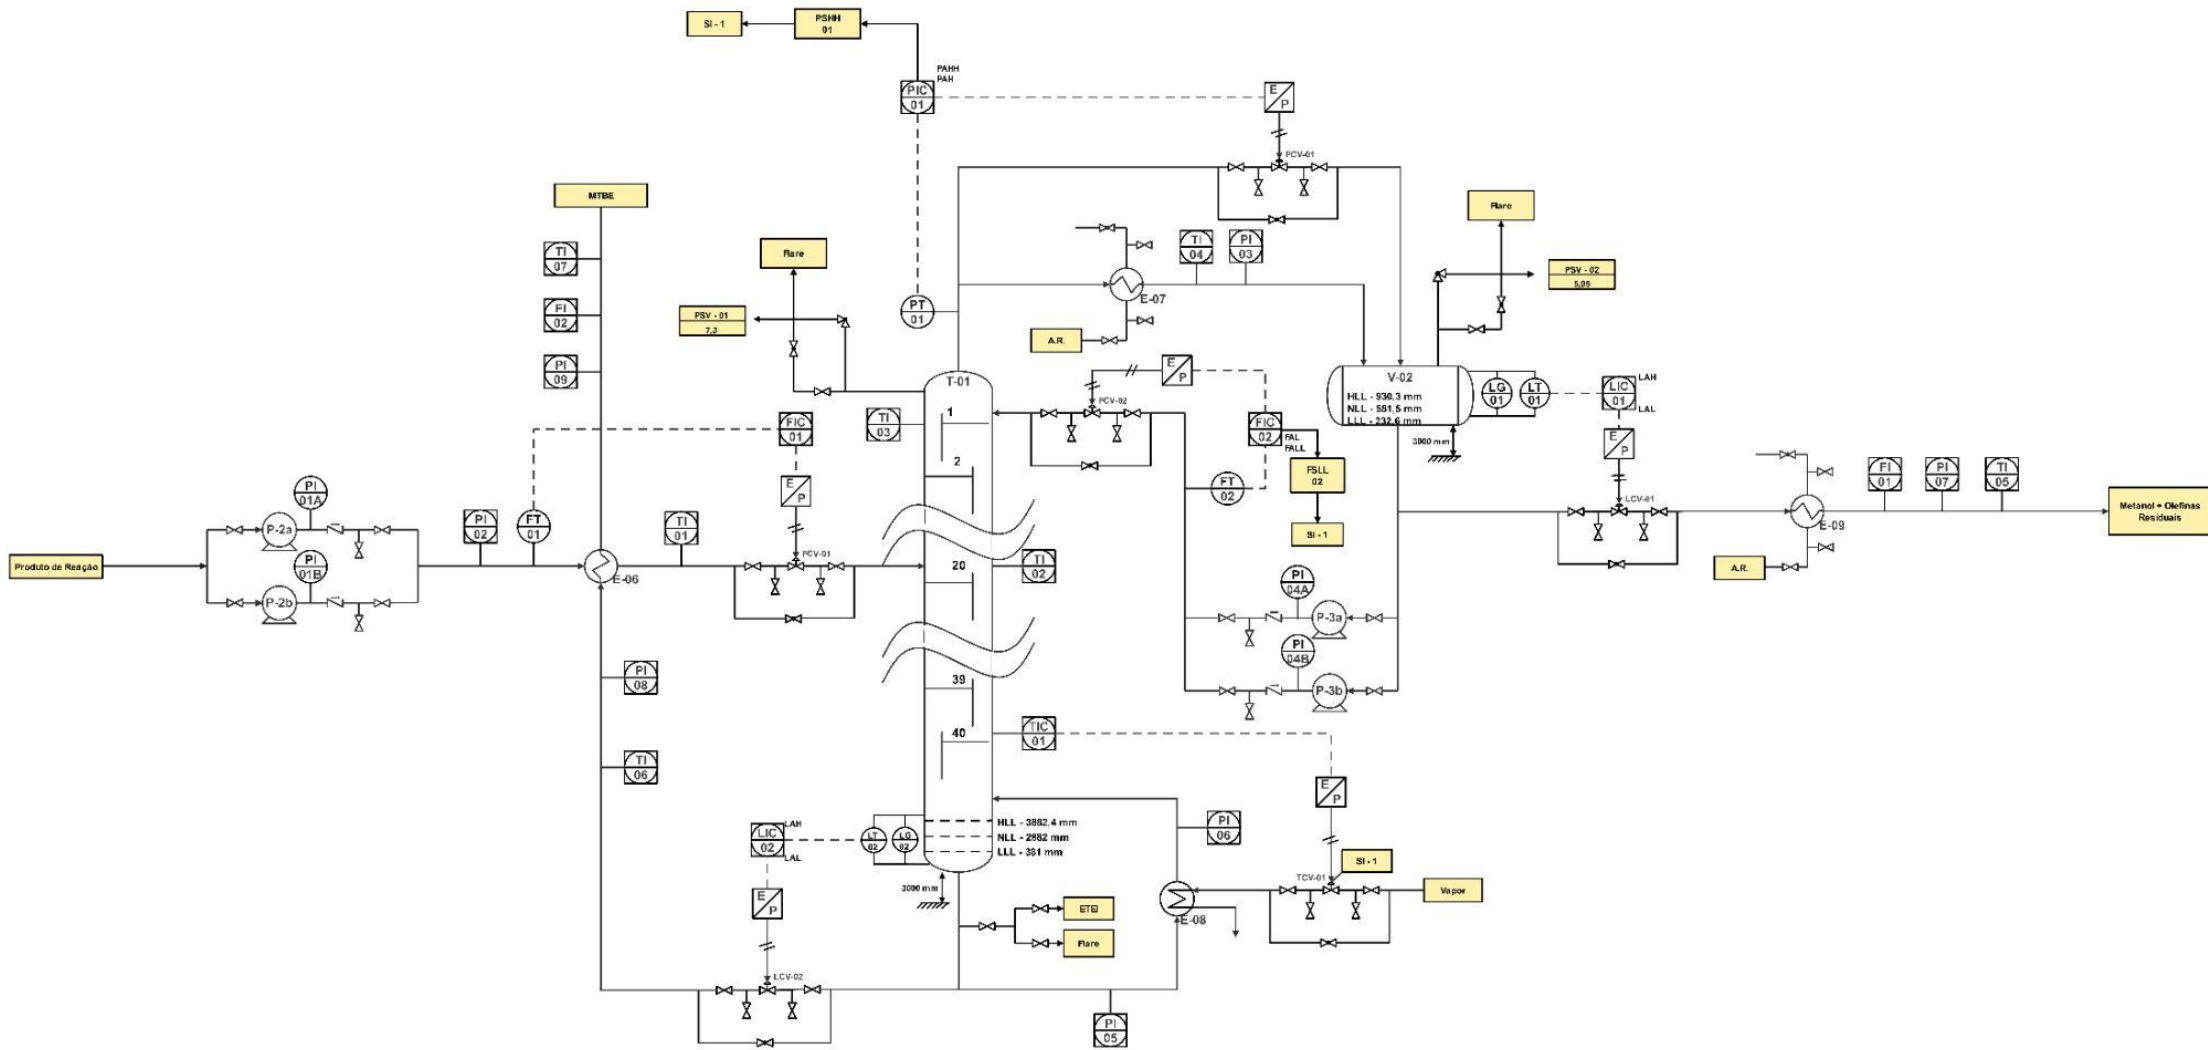 SI - 1
PSHH
01
PAHH
PAH
PIC
01
E
P
PCV-01
MTBE
Flare
Flare
TI
07
TI
04
PI
03
PSV - 02
5,95
E-07
PT
01
PSV - 01
7,3
FI
02
A.R.
PI
09
E
P
T-01
V-02
HLL - 930,3 mm
NLL - 581,5 mm
LLL - 232,6 mm
LG
01
LT
01
LIC
01
LAH
LAL
FCV-02
1
TI
03
FIC
01
FIC
02
FAL
FALL
3000 mm
E
P
2
FSLL
02
FT
02
PI
01A
E
P
FI
01
PI
07
TI
05
LCV-01
P-2a
PI
02
FT
01
TI
01
SI - 1
E-09
Metanol + Olefinas
Residuais
FCV-01
PI
01B
Produto de Reação
E-06
20
TI
02
A.R.
PI
04A
P-2b
P-3a
PI
04B
PI
08
39
P-3b
40
TIC
01
TI
06
E
P
HLL - 3882,4 mm
NLL - 2882 mm
LLL - 381 mm
LIC
02
LAH
LAL
LT
02
LG
02
PI
06
SI - 1
TCV-01
3000 mm
E
P
Vapor
E-08
ETEI
Flare
LCV-02
PI
05